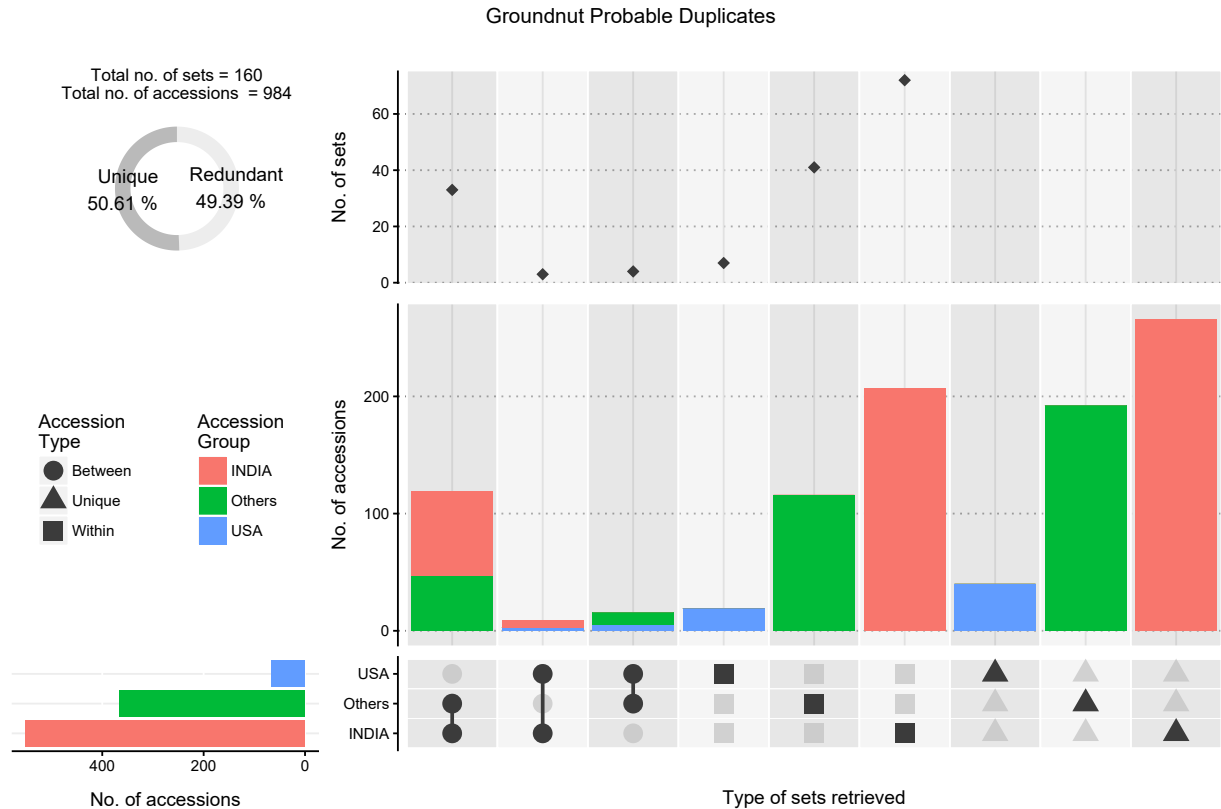 Groundnut Probable Duplicates
Total no. of sets = 160
Total no. of accessions = 984
Unique
50.61 %
Redundant
49.39 %
No. of sets
60
40
20
0
No. of accessions
200
100
0
Accession
Type
Between
Unique
Within
Accession
Group
INDIA
Others
USA
USA
Others
INDIA
400
200
0
No. of accessions
Type of sets retrieved